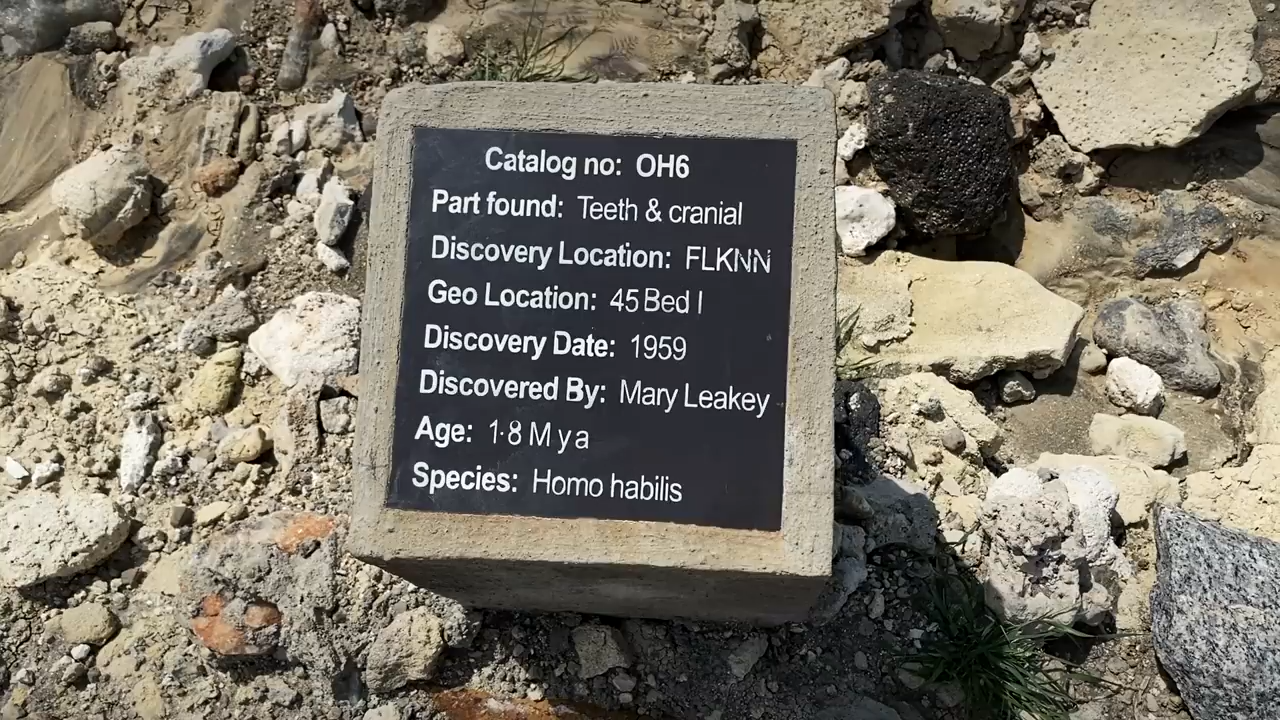 Catalog no: OH6
Part found: Teeth & cranial
Discovery Location: FLKNN
Geo Location: 45 Bed I
Discovery Date: 1959
Discovered By: Mary Leakey
Age: 1·8 M y a
Species: Homo habilis